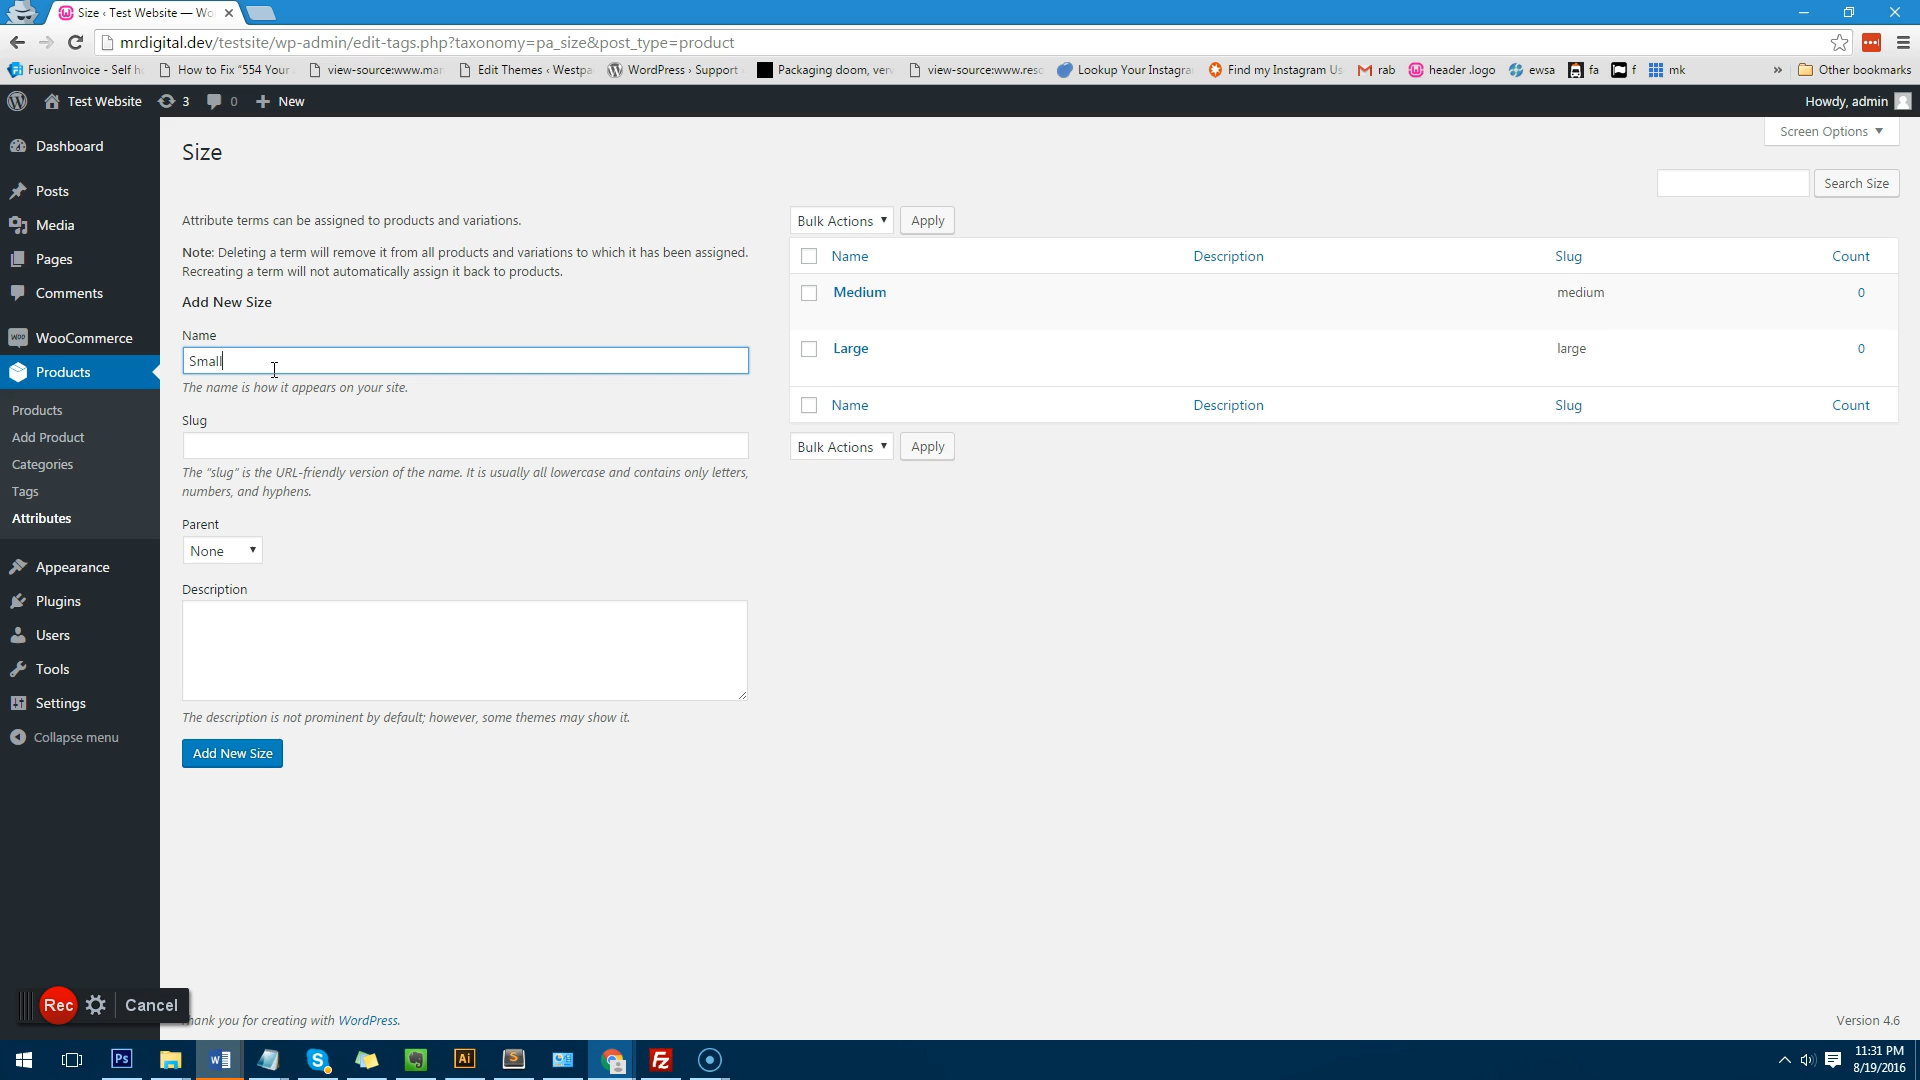 Size ‹ Test Website — Wo
mrdigital.dev/testsite/wp-admin/edit-tags.php?taxonomy=pa_size&post_type=product
FusionInvoice - Self h
How to Fix "554 Your
view-source:www.mar
Edit Themes ‹ Westpa
WordPress › Support
Packaging doom, ver
view-source:www.resc
Lookup Your Instagra
Find my Instagram Us
rab
header .logo
ewsa
fa
f
mk
»
Other bookmarks
Test Website
3
0
New
Howdy, admin
Screen Options
Dashboard
Posts
Media
Pages
Comments
WooCommerce
Products
Products
Add Product
Categories
Tags
Attributes
Appearance
Plugins
Users
Tools
Settings
Collapse menu
Size
Search Size
Attribute terms can be assigned to products and variations.
Note: Deleting a term will remove it from all products and variations to which it has been assigned.
Recreating a term will not automatically assign it back to products.
Add New Size
Name
Small
The name is how it appears on your site.
Slug
The "slug" is the URL-friendly version of the name. It is usually all lowercase and contains only letters,
numbers, and hyphens.
Parent
None
Description
The description is not prominent by default; however, some themes may show it.
Add New Size
Bulk Actions Apply
Name Description Slug Count
Medium medium 0
Large large 0
Name Description Slug Count
Bulk Actions Apply
Rec Cancel
hank you for creating with WordPress.
Version 4.6
Ps
Ai
S
Fz
11:31 PM
8/19/2016